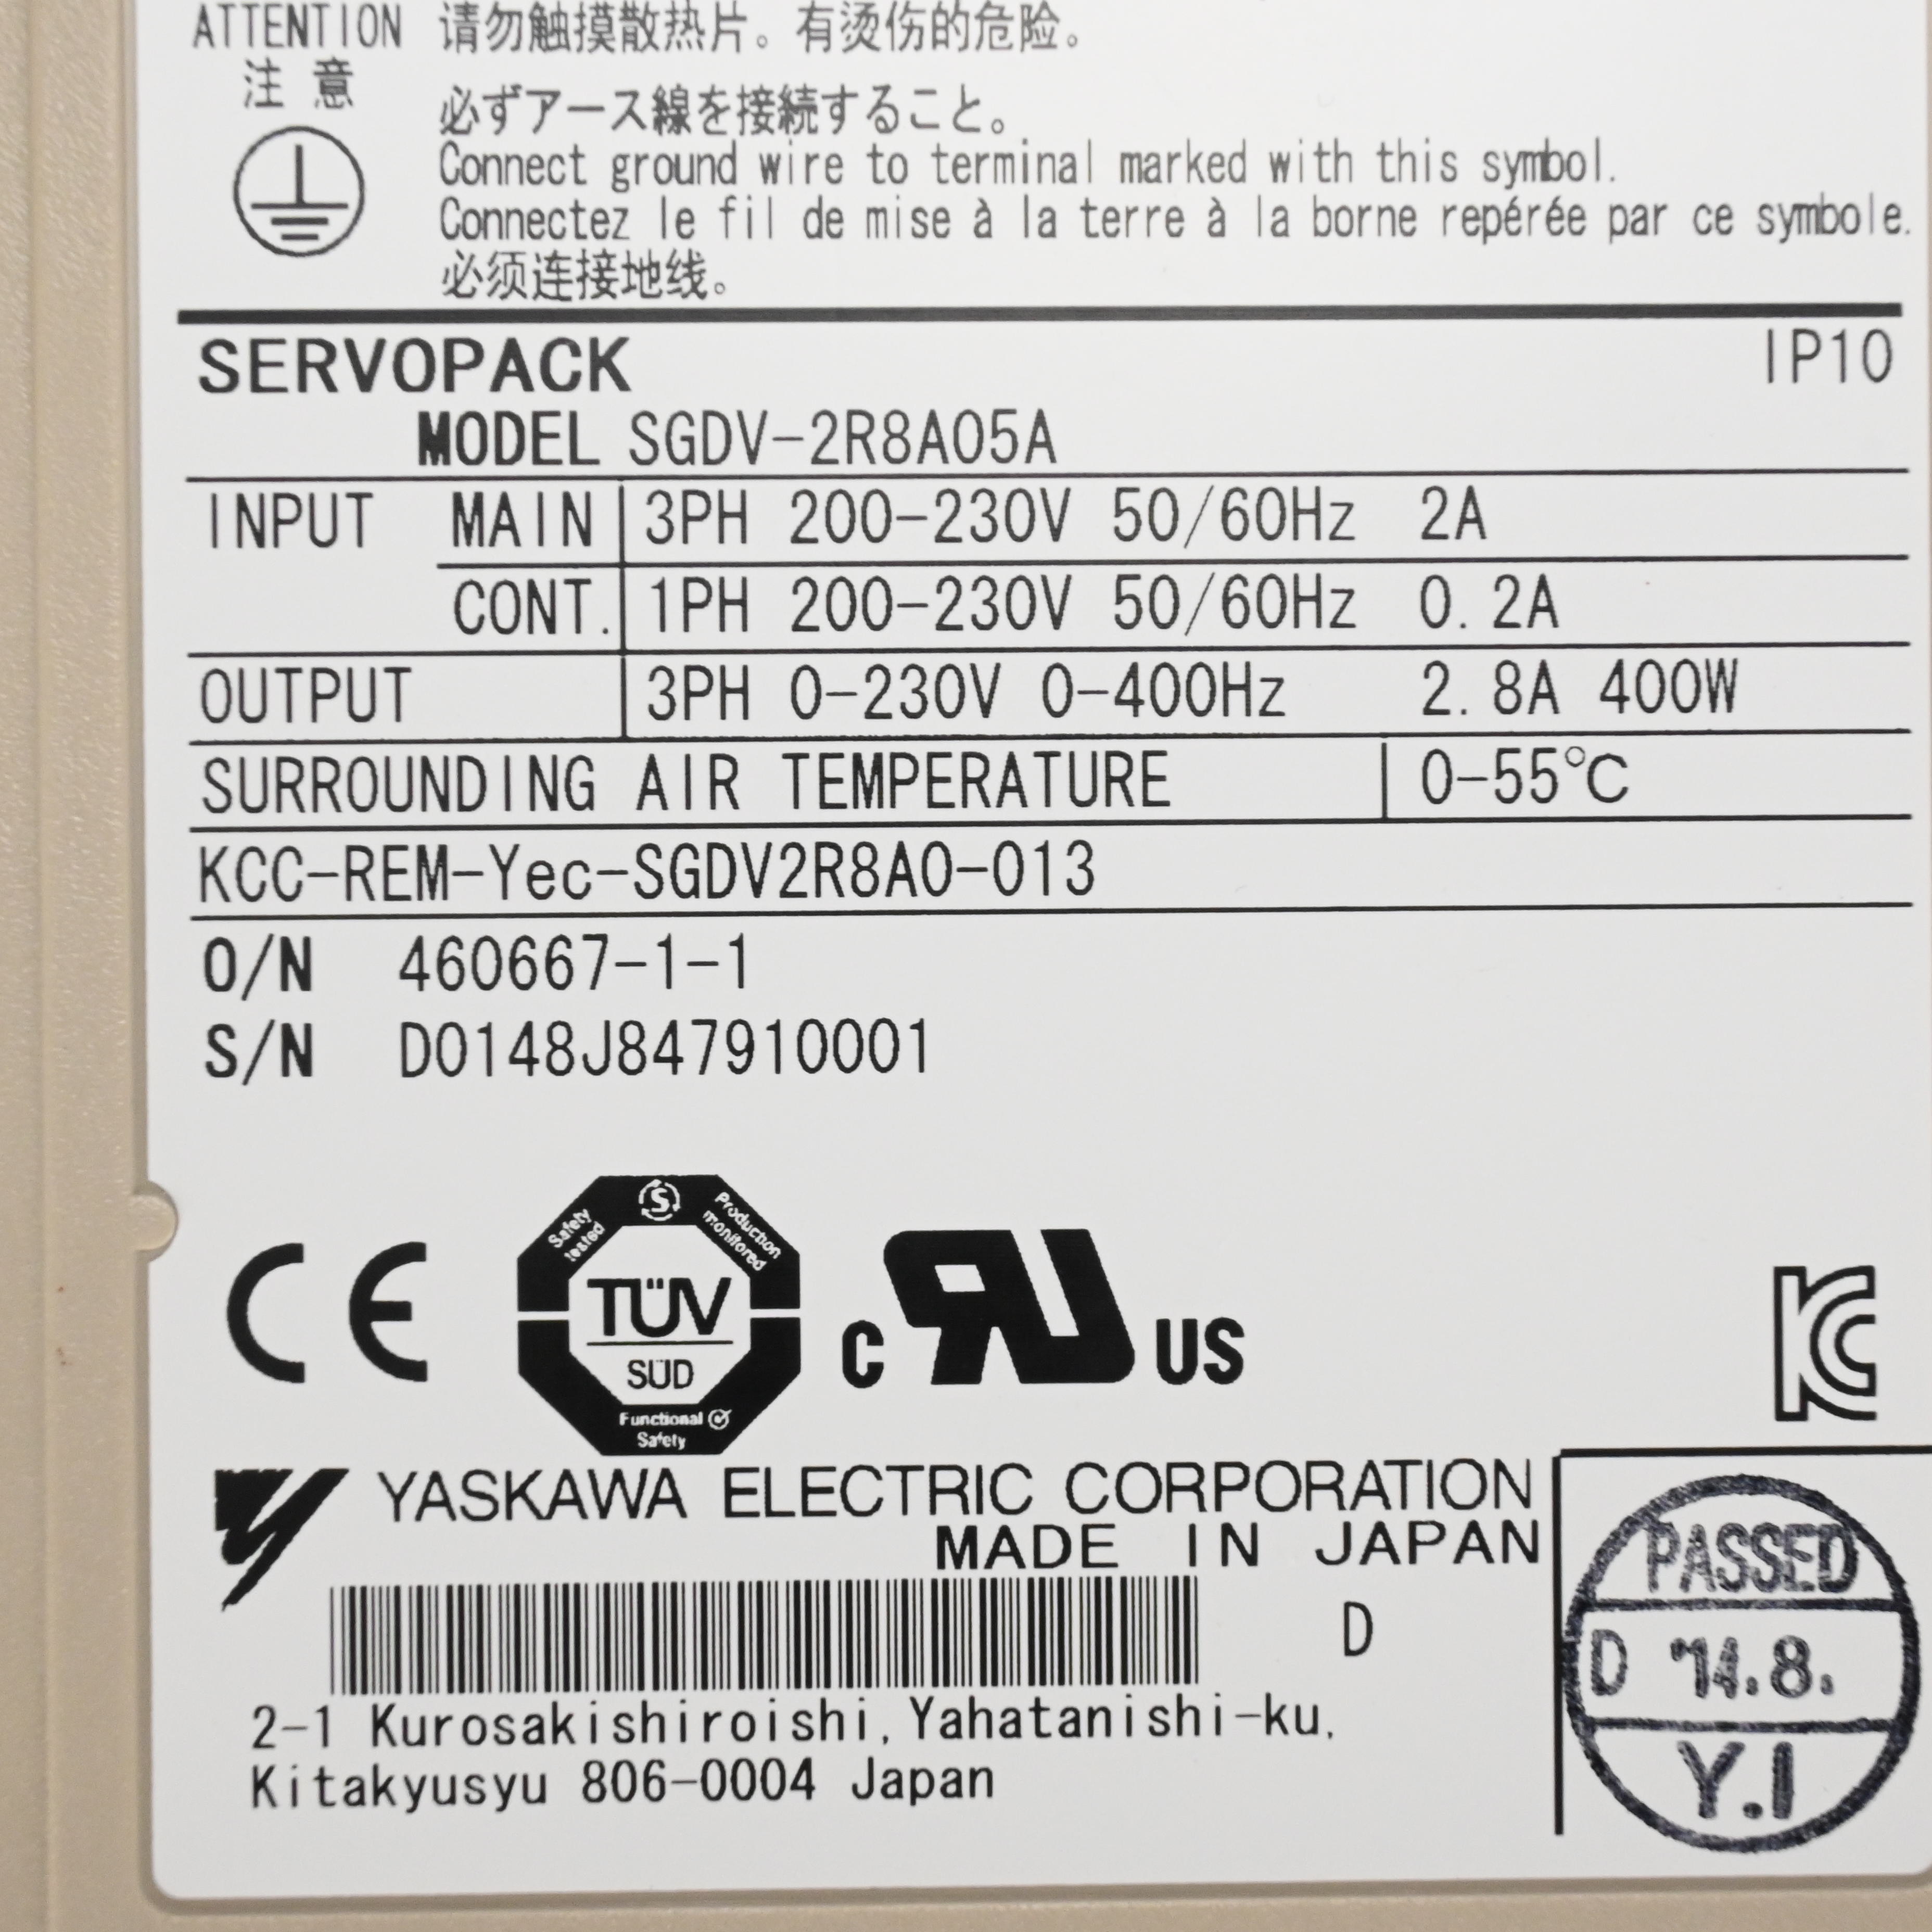 ATTENTION 请勿触摸散热片。有烫伤的危险。
注 意
必ずアース線を接続すること。
Connect ground wire to terminal marked with this symbol.
Connectez le fil de mise à la terre à la borne repérée par ce symbole.
必须连接地线。
SERVOPACK IP10
MODEL SGDV-2R8A05A
INPUT MAIN 3PH 200-230V 50/60Hz 2A
CONT. 1PH 200-230V 50/60Hz 0.2A
OUTPUT 3PH 0-230V 0-400Hz 2.8A 400W
SURROUNDING AIR TEMPERATURE 0-55℃
KCC-REM-Yec-SGDV2R8A0-013
O/N 460667-1-1
S/N D0148J847910001
CE
Safety tested
S
Production monitored
TÜV
SÜD
Functional
Safety
C RU US
KC
YASKAWA ELECTRIC CORPORATION
MADE IN JAPAN
D
2-1 Kurosakishiroishi,Yahatanishi-ku,
Kitakyusyu 806-0004 Japan
PASSED
D '14.8.
Y.I